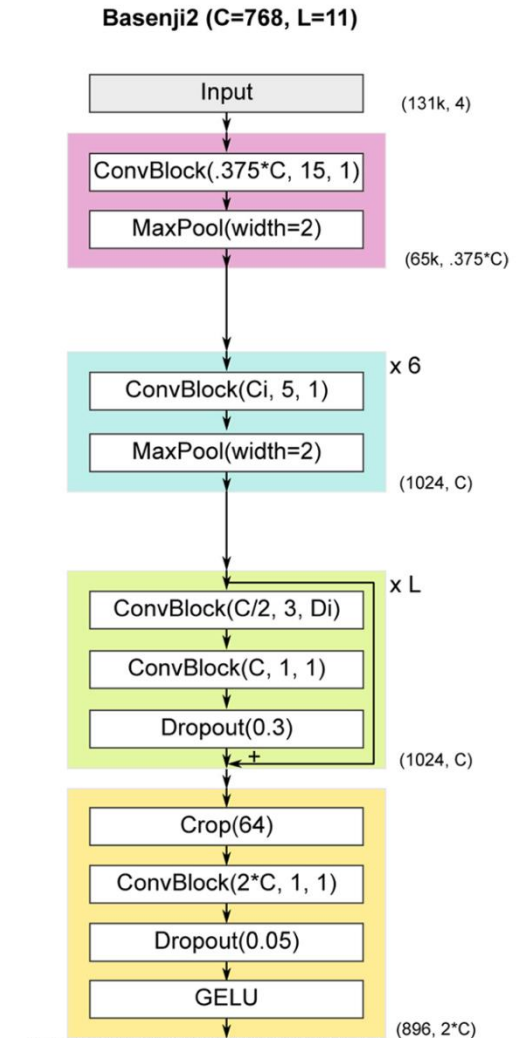 Basenji2 (C=768, L=11)
Input
(131k, 4)
ConvBlock(.375*C, 15, 1)
MaxPool(width=2)
(65k, .375*C)
x 6
ConvBlock(Ci, 5, 1)
MaxPool(width=2)
(1024, C)
x L
ConvBlock(C/2, 3, Di)
ConvBlock(C, 1, 1)
Dropout(0.3)
+
(1024, C)
Crop(64)
ConvBlock(2*C, 1, 1)
Dropout(0.05)
GELU
(896, 2*C)